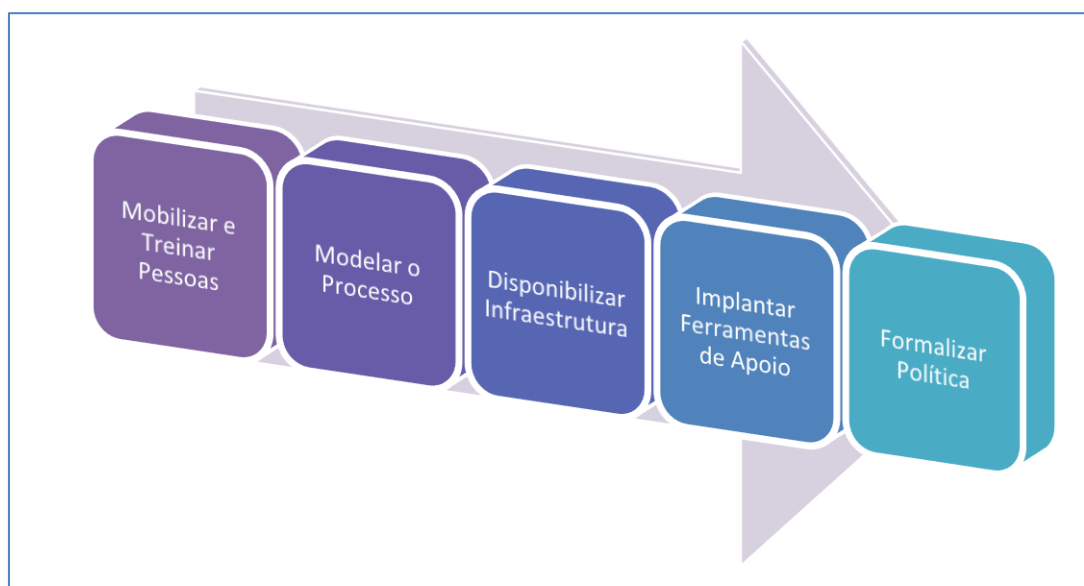 Mobilizar e
Treinar
Pessoas
Modelar o
Processo
Disponibilizar
Infraestrutura
Implantar
Ferramentas
de Apoio
Formalizar
Política